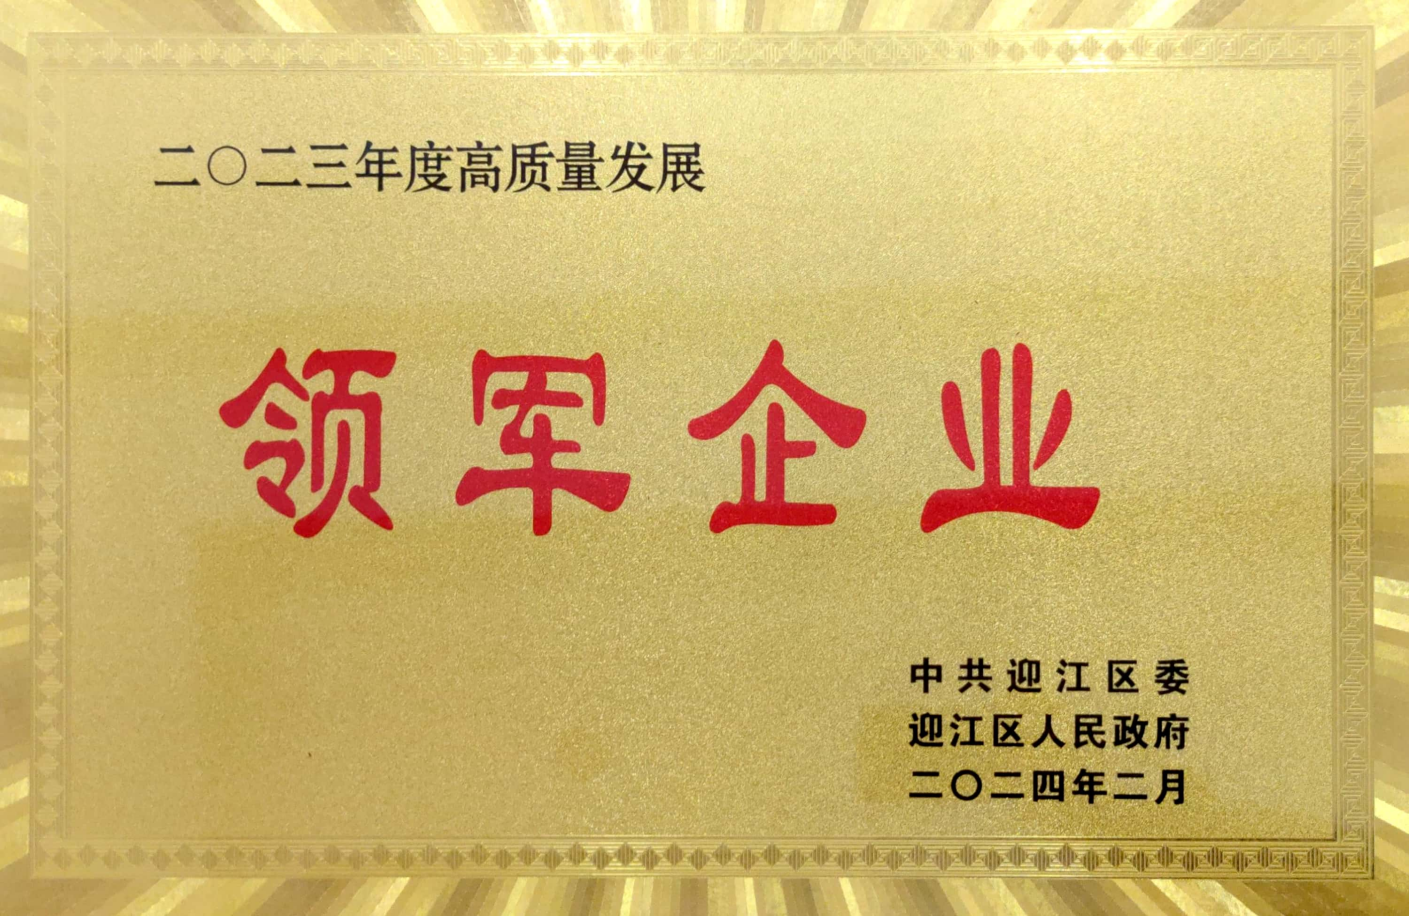 二〇二三年度高质量发展
领军企业
中共迎江区委
迎江区人民政府
二〇二四年二月